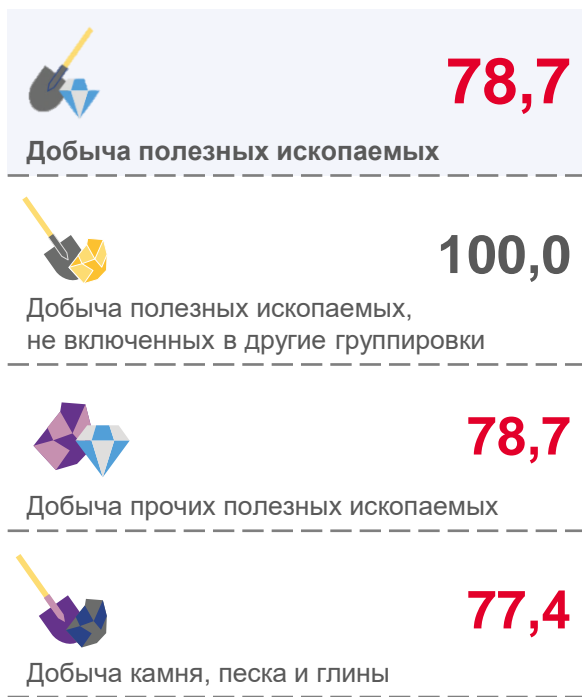 78,7
Добыча полезных ископаемых
100,0
Добыча полезных ископаемых,
не включенных в другие группировки
78,7
Добыча прочих полезных ископаемых
77,4
Добыча камня, песка и глины